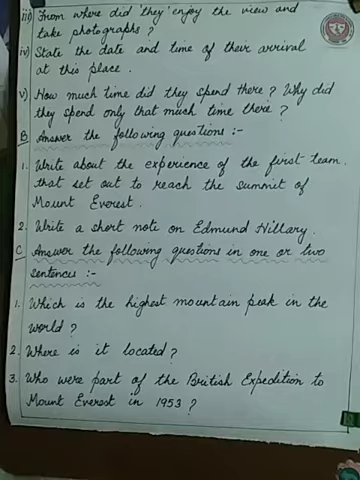 iii) From where did 'they' enjoy the view and
take photographs?
iv) State the date and time of their arrival
at this place.
v) How much time did they spend there? Why did
they spend only that much time there?
B Answer the following questions :-
1. Write about the experience of the first team
that set out to reach the summit of
Mount Everest.
2. Write a short note on Edmund Hillary.
C Answer the following questions in one or two
sentences :-
1. Which is the highest mountain peak in the
world?
2. Where is it located?
3. Who were part of the British Expedition to
Mount Everest in 1953?